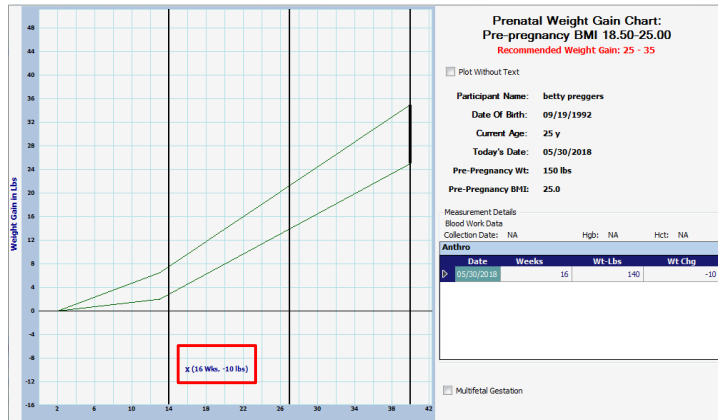 Prenatal Weight Gain Chart:
Pre-pregnancy BMI 18.50-25.00
Recommended Weight Gain: 25 - 35
Plot Without Text
Participant Name: betty preggers
Date Of Birth: 09/19/1992
Current Age: 25 y
Today's Date: 05/30/2018
Pre-Pregnancy Wt: 150 lbs
Pre-Pregnancy BMI: 25.0
Measurement Details
Blood Work Data
Collection Date: NA Hgb: NA Hct: NA
Anthro
Date Weeks Wt-Lbs Wt Chg
05/30/2018 16 140 -10
Multifetal Gestation
Weight Gain in Lbs
48
44
40
36
32
28
24
20
16
12
8
4
0
-4
-8
-12
-16
x (16 Wks, -10 lbs)
2 6 10 14 18 22 26 30 34 38 42